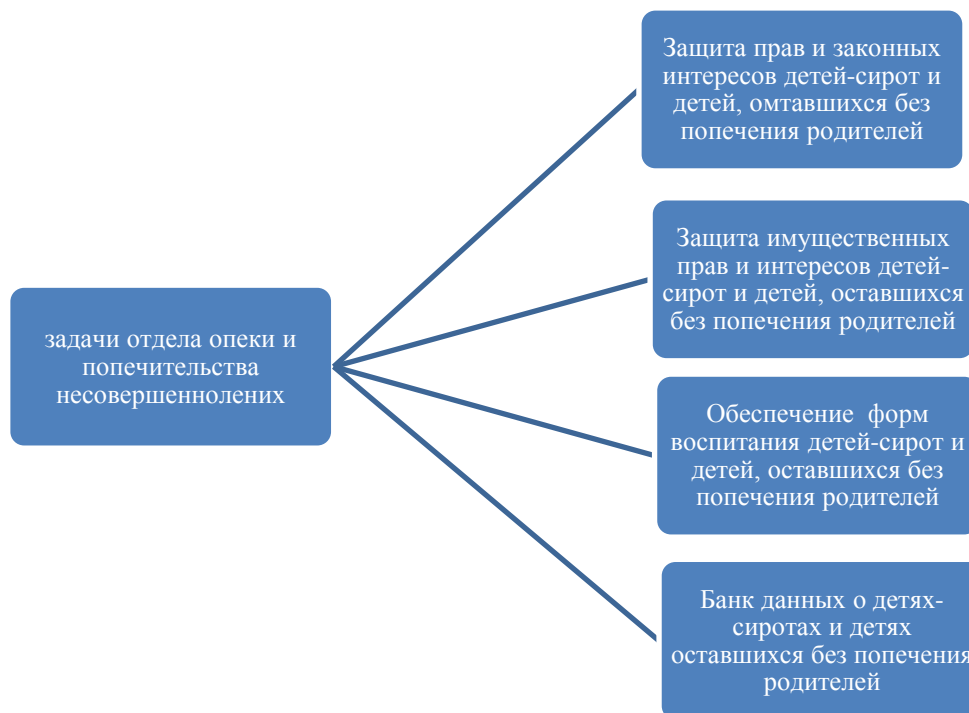 задачи отдела опеки и
попечительства
несовершеннолених
Защита прав и законных
интересов детей-сирот и
детей, омтавшихся без
попечения родителей
Защита имущественных
прав и интересов детей-
сирот и детей, оставшихся
без попечения родителей
Обеспечение форм
воспитания детей-сирот и
детей, оставшихся без
попечения родителей
Банк данных о детях-
сиротах и детях
оставшихся без попечения
родителей